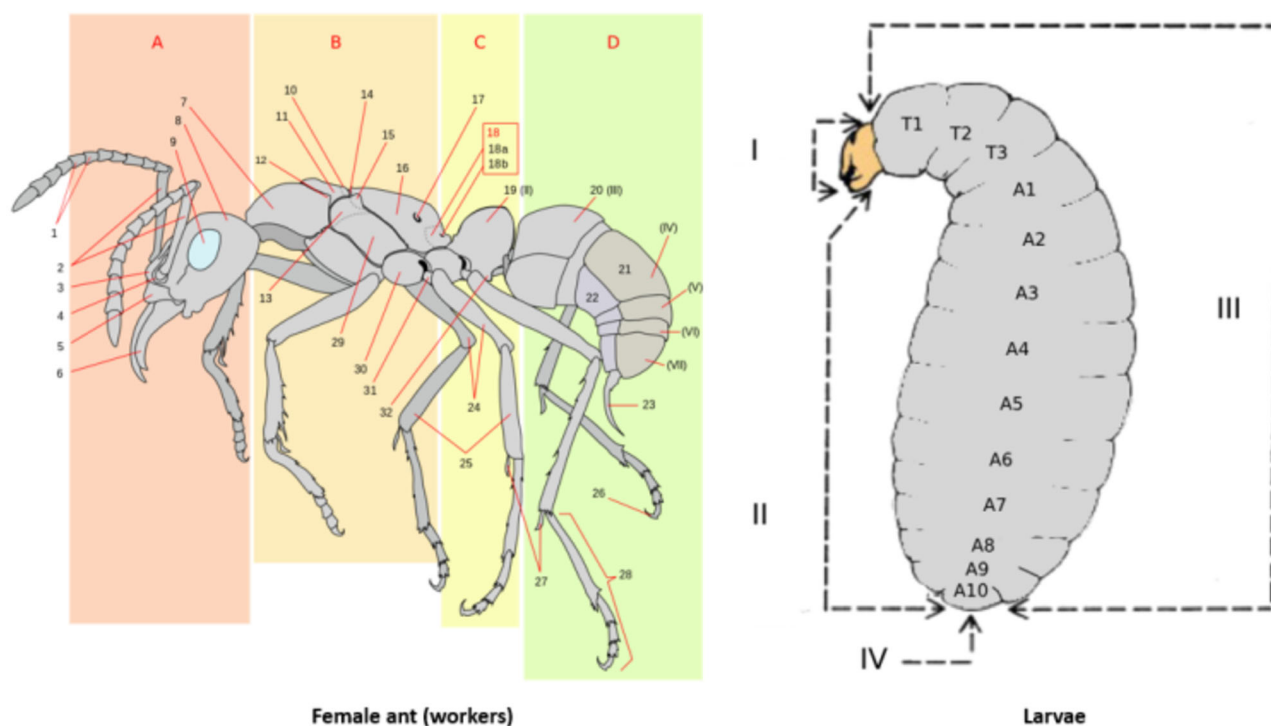 A B C D
10 14
7 11 17
8 15 18
9 18a
12 16 18b
19 (II) 20 (III)
(IV)
1
2 21
3 13 22 (V)
4
5 29 (VI)
6 30 (VII)
31
32 24 23
25
26
27 28
Female ant (workers)
I
II
III
IV
T1
T2
T3
A1
A2
A3
A4
A5
A6
A7
A8
A9
A10
Larvae